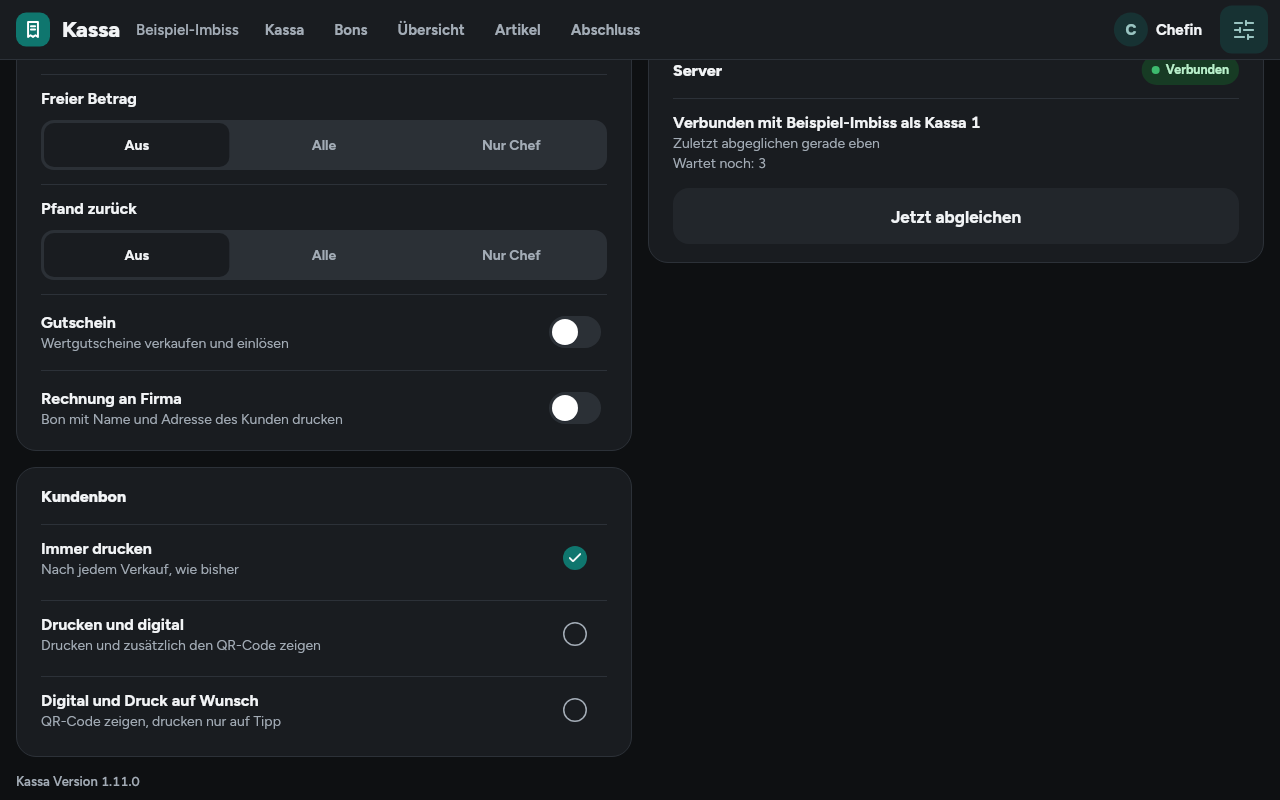 Kassa Beispiel-Imbiss Kassa Bons Übersicht Artikel Abschluss C Chefin
Freier Betrag
Aus Alle Nur Chef
Pfand zurück
Aus Alle Nur Chef
Gutschein
Wertgutscheine verkaufen und einlösen
Rechnung an Firma
Bon mit Name und Adresse des Kunden drucken
Kundenbon
Immer drucken
Nach jedem Verkauf, wie bisher
Drucken und digital
Drucken und zusätzlich den QR-Code zeigen
Digital und Druck auf Wunsch
QR-Code zeigen, drucken nur auf Tipp
Server Verbunden
Verbunden mit Beispiel-Imbiss als Kassa 1
Zuletzt abgeglichen gerade eben
Wartet noch: 3
Jetzt abgleichen
Kassa Version 1.11.0